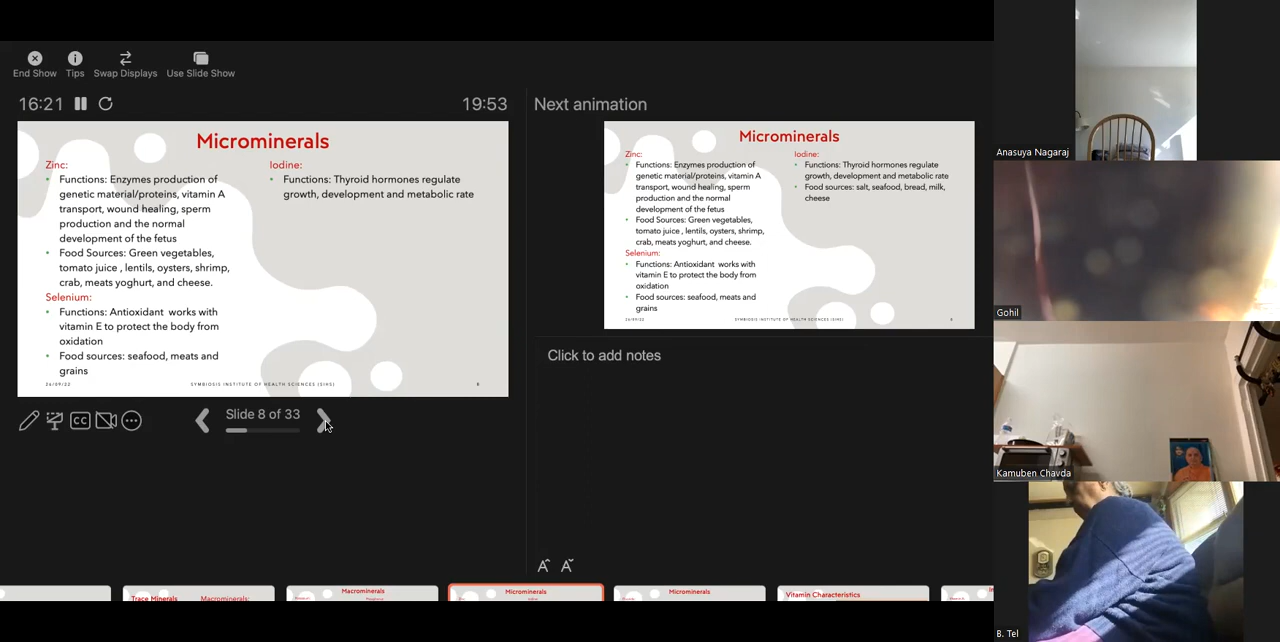 End Show
Tips
Swap Displays
Use Slide Show
16:21
19:53
Microminerals
Zinc:
• Functions: Enzymes production of
genetic material/proteins, vitamin A
transport, wound healing, sperm
production and the normal
development of the fetus
• Food Sources: Green vegetables,
tomato juice , lentils, oysters, shrimp,
crab, meats yoghurt, and cheese.
Selenium:
• Functions: Antioxidant works with
vitamin E to protect the body from
oxidation
• Food sources: seafood, meats and
grains
Iodine:
• Functions: Thyroid hormones regulate
growth, development and metabolic rate
26/09/22
SYMBIOSIS INSTITUTE OF HEALTH SCIENCES (SIHS)
8
CC
Slide 8 of 33
Next animation
Microminerals
Zinc:
• Functions: Enzymes production of
genetic material/proteins, vitamin A
transport, wound healing, sperm
production and the normal
development of the fetus
• Food Sources: Green vegetables,
tomato juice , lentils, oysters, shrimp,
crab, meats yoghurt, and cheese.
Selenium:
• Functions: Antioxidant works with
vitamin E to protect the body from
oxidation
• Food sources: seafood, meats and
grains
Iodine:
• Functions: Thyroid hormones regulate
growth, development and metabolic rate
• Food sources: salt, seafood, bread, milk,
cheese
26/09/22
SYMBIOSIS INSTITUTE OF HEALTH SCIENCES (SIHS)
8
Click to add notes
A A
Trace Minerals
Macrominerals:
Macrominerals
Microminerals
Microminerals
Vitamin Characteristics
Anasuya Nagaraj
Gohil
Kamuben Chavda
B. Tel